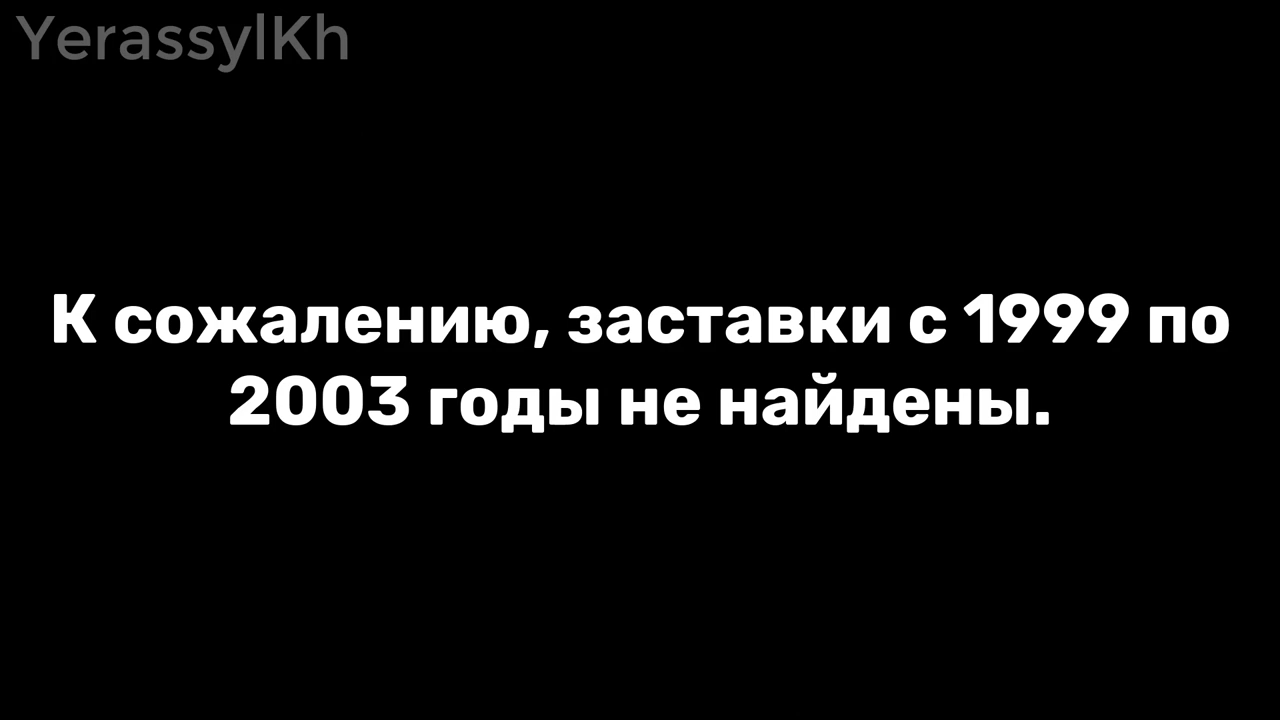 YerassylKh
К сожалению, заставки с 1999 по
2003 годы не найдены.